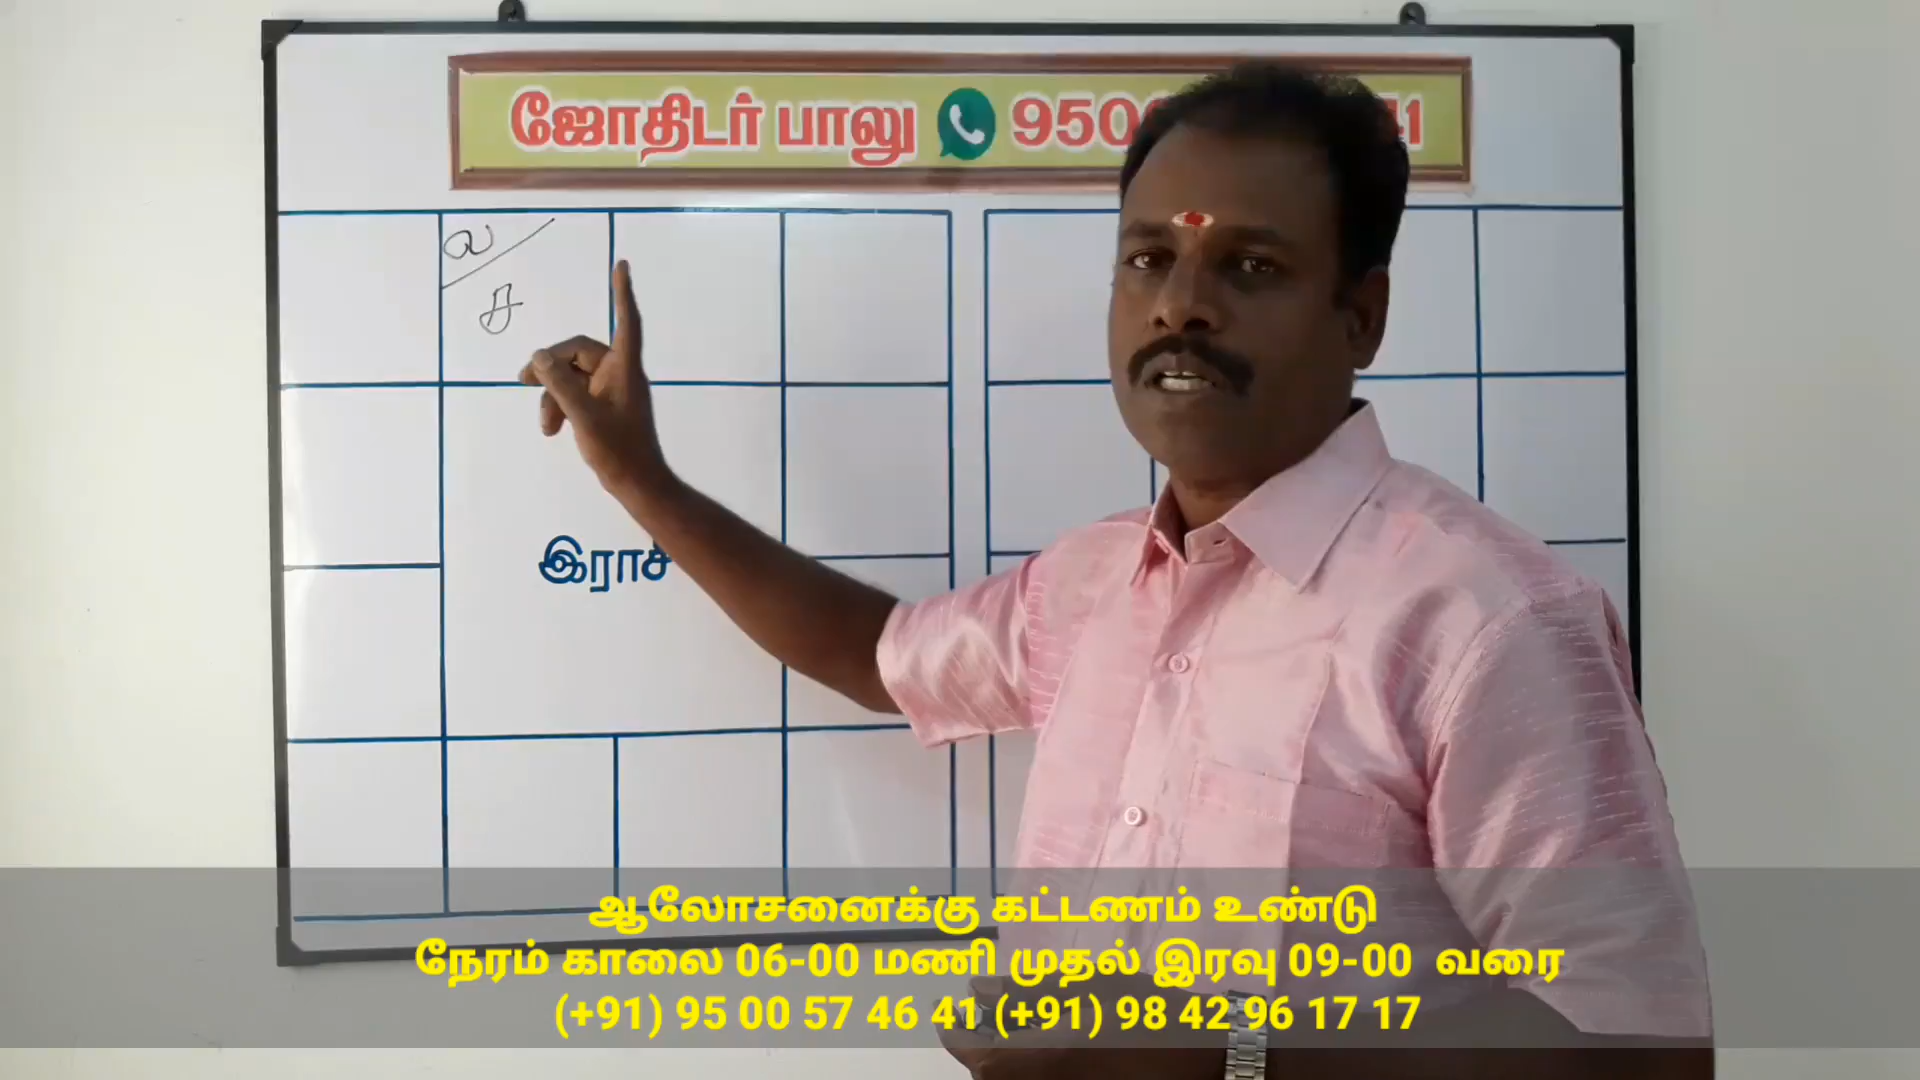 ஜோதிடர் பாலு 950 41
ல
ச
இராசி
ஆலோசனைக்கு கட்டணம் உண்டு
நேரம் காலை 06-00 மணி முதல் இரவு 09-00 வரை
(+91) 95 00 57 46 41 (+91) 98 42 96 17 17